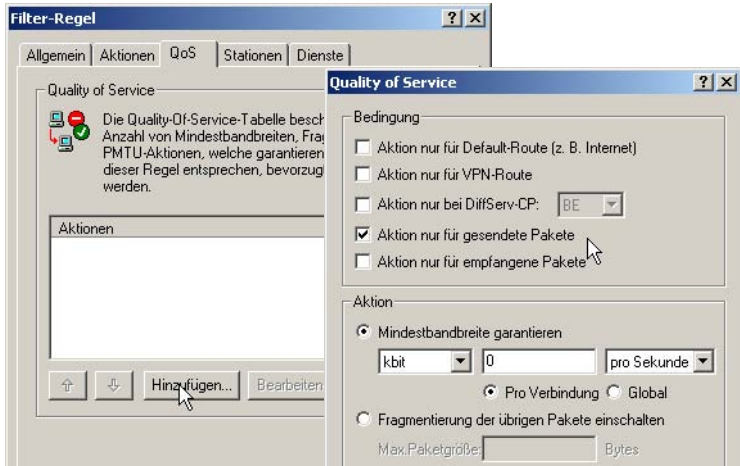 Filter-Regel
Allgemein Aktionen QoS Stationen Dienste
Quality of Service
Die Quality-Of-Service-Tabelle
Anzahl von Mindestbandbreiten,
PMTU-Aktionen, welche garantieren
dieser Regel entsprechen,
werden.
Aktionen
Hinzufügen... Bearbeiten
Quality of Service
Bedingung
Aktion nur für Default-Route (z. B. Internet)
Aktion nur für VPN-Route
Aktion nur bei DiffServ-CP: BE
Aktion nur für gesendete Pakete
Aktion nur für empfangene Pakete
Aktion
Mindestbandbreite garantieren
kbit 0 pro Sekunde
Pro Verbindung Global
Fragmentierung der übrigen Pakete einschalten
Max.Paketgröße: Bytes